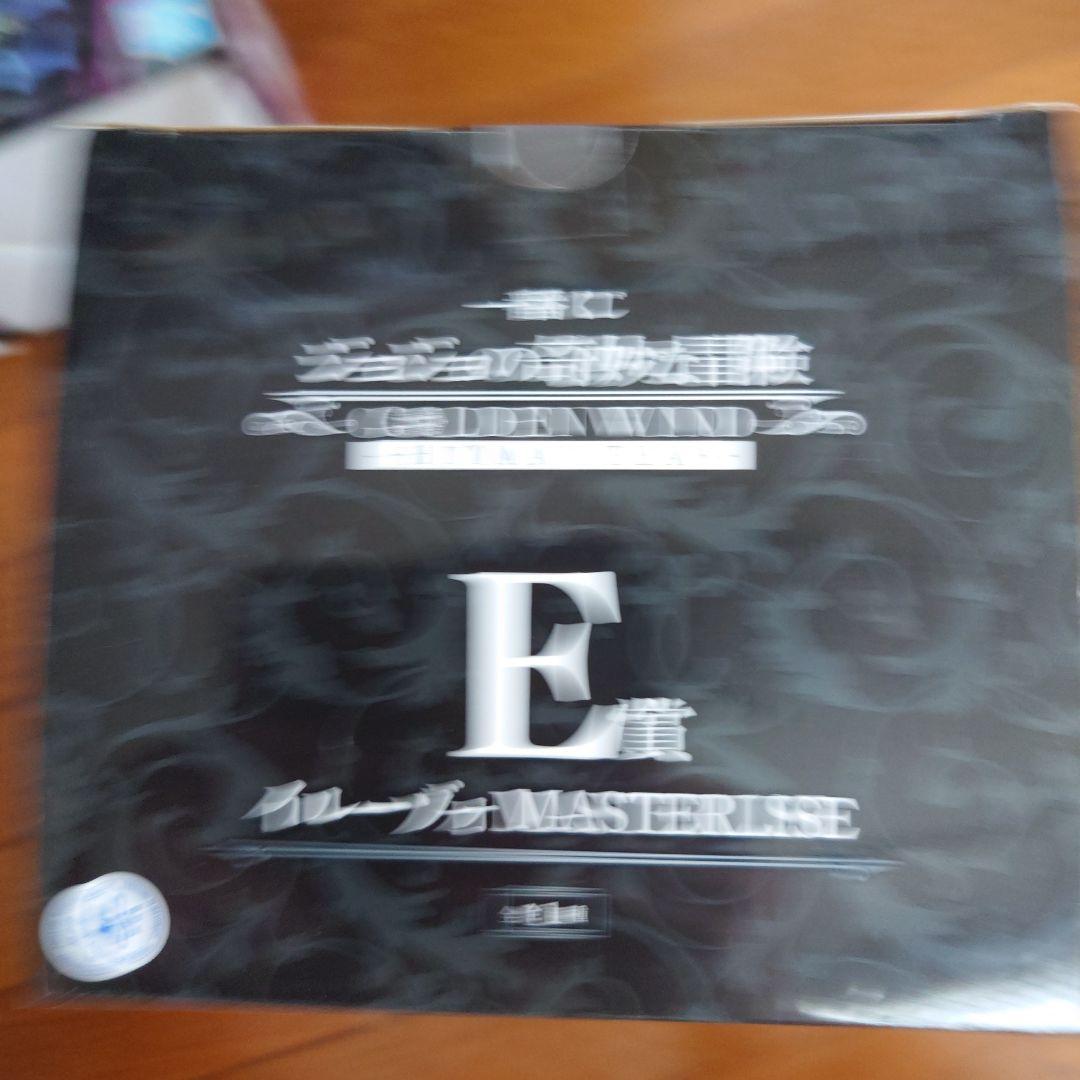 一番くじ
ジョジョの奇妙な冒険
GOLDEN WIND
E賞
イルーゾォ MASTERLISE
全1種